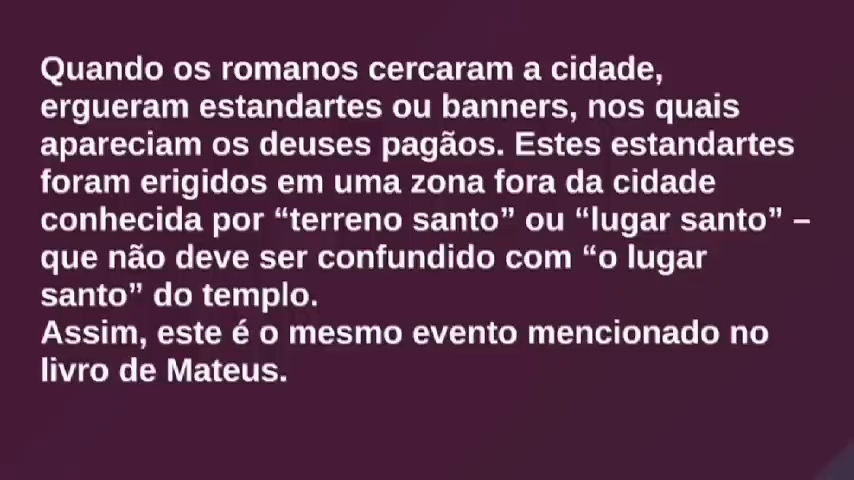 Quando os romanos cercaram a cidade,
ergueram estandartes ou banners, nos quais
apareciam os deuses pagãos. Estes estandartes
foram erigidos em uma zona fora da cidade
conhecida por “terreno santo” ou “lugar santo” –
que não deve ser confundido com “o lugar
santo” do templo.
Assim, este é o mesmo evento mencionado no
livro de Mateus.